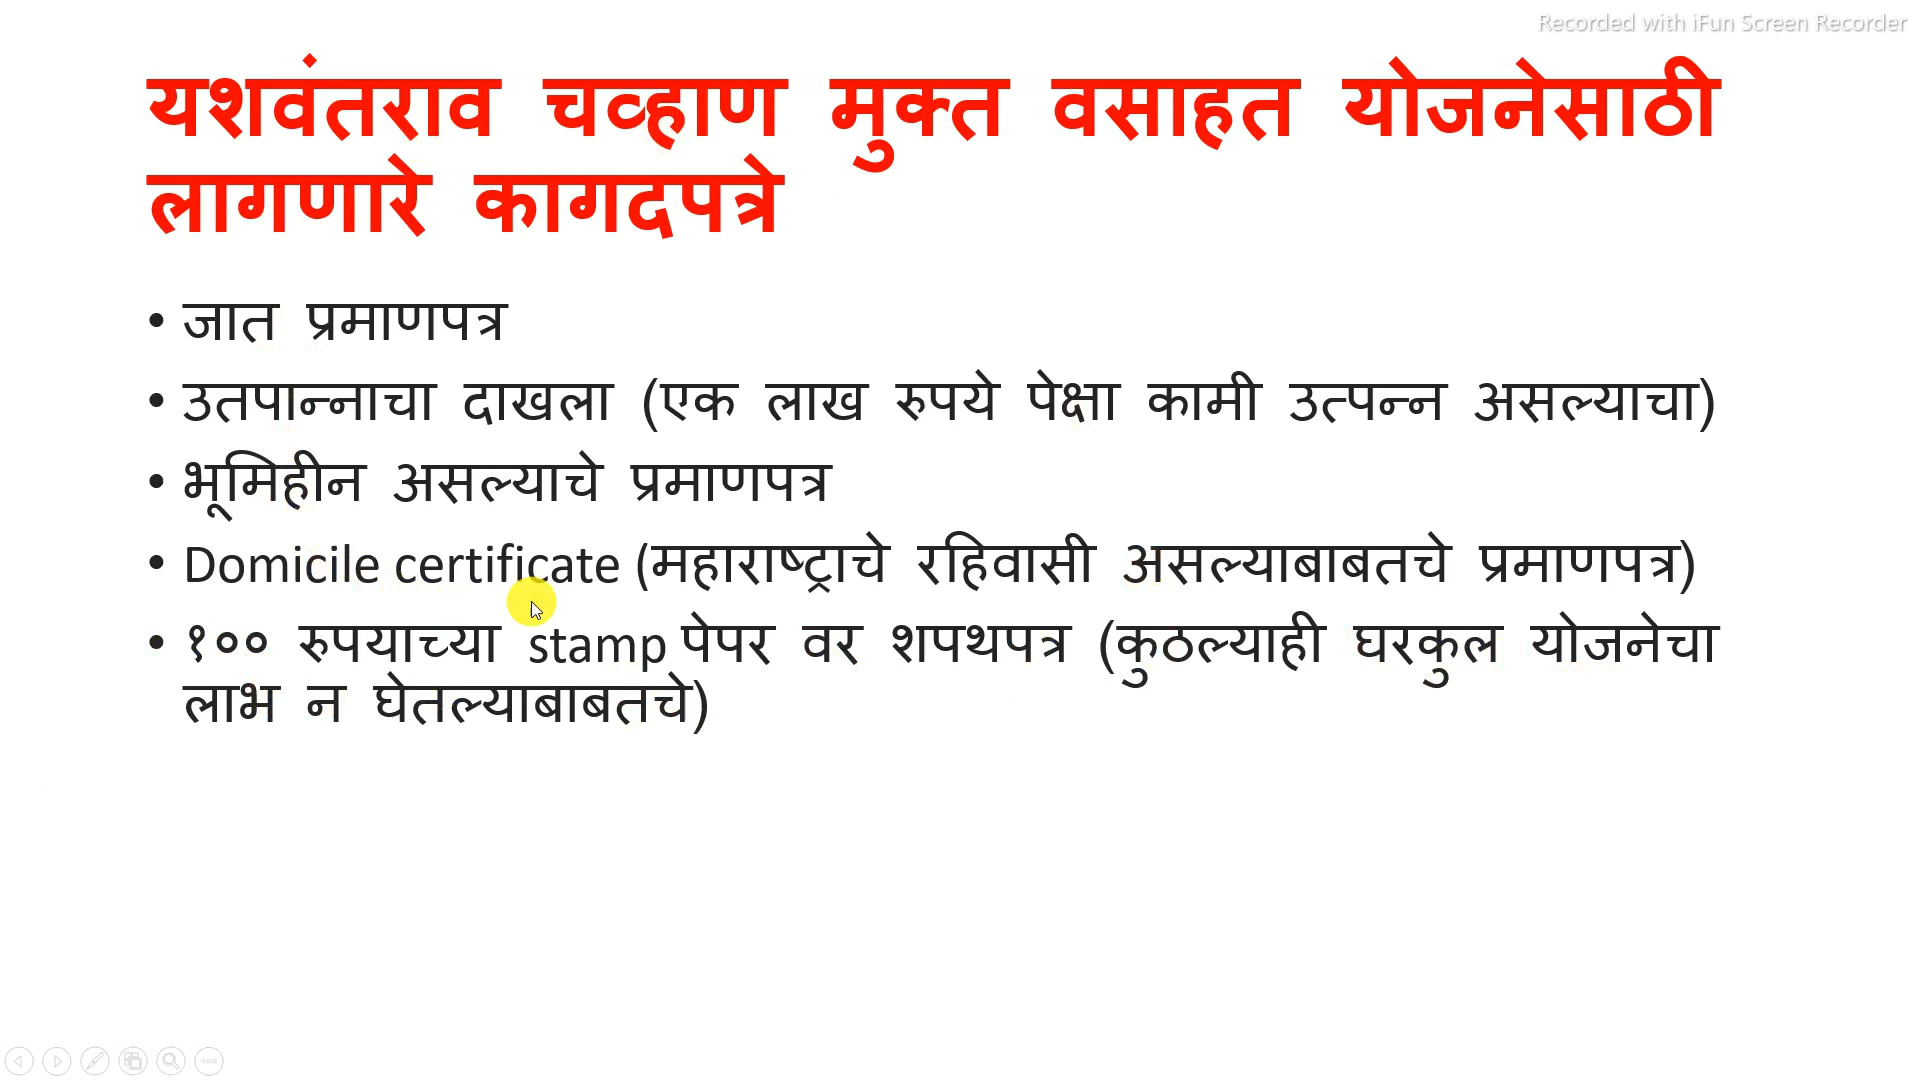 Recorded with iFun Screen Recorder
यशवंतराव चव्हाण मुक्त वसाहत योजनेसाठी
लागणारे कागदपत्रे
• जात प्रमाणपत्र
• उतपान्नाचा दाखला (एक लाख रुपये पेक्षा कामी उत्पन्न असल्याचा)
• भूमिहीन असल्याचे प्रमाणपत्र
• Domicile certificate (महाराष्ट्राचे रहिवासी असल्याबाबतचे प्रमाणपत्र)
• १०० रुपयाच्या stamp पेपर वर शपथपत्र (कुठल्याही घरकुल योजनेचा
लाभ न घेतल्याबाबतचे)